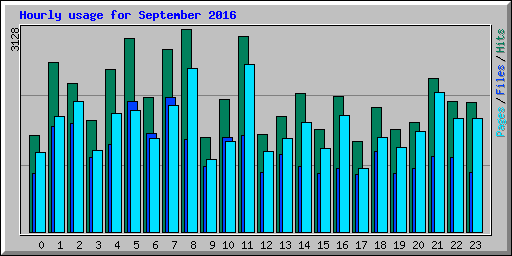 Hourly usage for September 2016
3128
Pages/Files/Hits
0 1 2 3 4 5 6 7 8 9 10 11 12 13 14 15 16 17 18 19 20 21 22 23